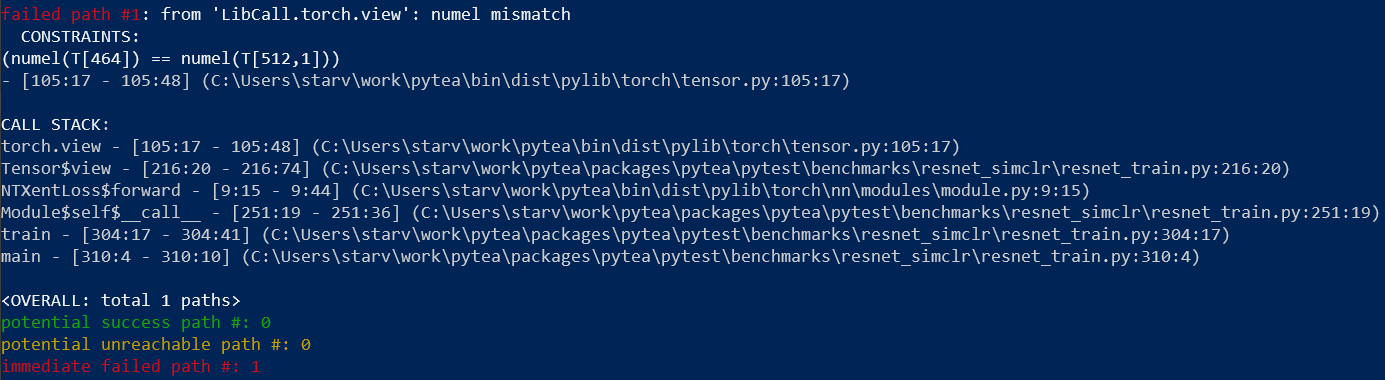 failed path #1: from 'LibCall.torch.view': numel mismatch
CONSTRAINTS:
(numel(T[464]) == numel(T[512,1]))
- [105:17 - 105:48] (C:\Users\starv\work\pytea\bin\dist\pylib\torch\tensor.py:105:17)
CALL STACK:
torch.view - [105:17 - 105:48] (C:\Users\starv\work\pytea\bin\dist\pylib\torch\tensor.py:105:17)
Tensor$view - [216:20 - 216:74] (C:\Users\starv\work\pytea\packages\pytea\pytest\benchmarks\resnet_simclr\resnet_train.py:216:20)
NTXentLoss$forward - [9:15 - 9:44] (C:\Users\starv\work\pytea\bin\dist\pylib\torch\nn\modules\module.py:9:15)
Module$self$__call__ - [251:19 - 251:36] (C:\Users\starv\work\pytea\packages\pytea\pytest\benchmarks\resnet_simclr\resnet_train.py:251:19)
train - [304:17 - 304:41] (C:\Users\starv\work\pytea\packages\pytea\pytest\benchmarks\resnet_simclr\resnet_train.py:304:17)
main - [310:4 - 310:10] (C:\Users\starv\work\pytea\packages\pytea\pytest\benchmarks\resnet_simclr\resnet_train.py:310:4)
<OVERALL: total 1 paths>
potential success path #: 0
potential unreachable path #: 0
immediate failed path #: 1